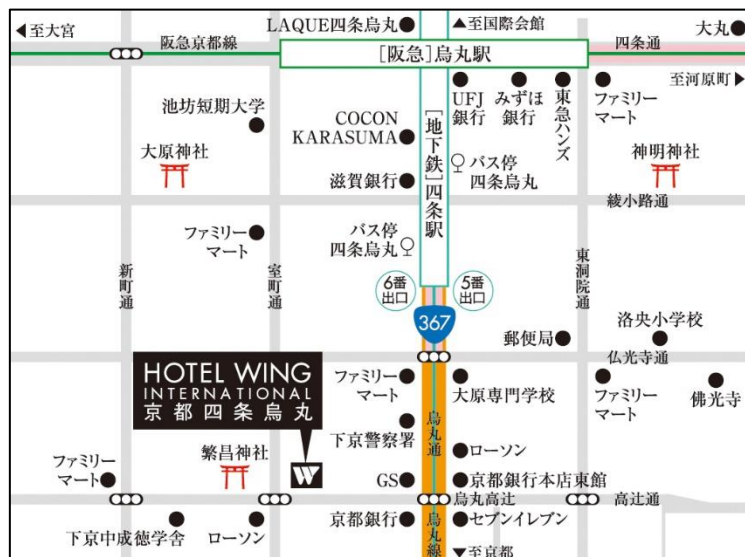 LAQUE四条烏丸
▲至国際会館
大丸
◀至大宮
阪急京都線
［阪急］烏丸駅
四条通
至河原町▶
池坊短期大学
COCON
KARASUMA
UFJ
銀行
みずほ
銀行
東急ハンズ
ファミリー
マート
大原神社
［地下鉄］四条駅
バス停
四条烏丸
神明神社
滋賀銀行
綾小路通
ファミリー
マート
バス停
四条烏丸
新町通
室町通
東洞院通
6番
出口
5番
出口
367
郵便局
洛央小学校
仏光寺通
HOTEL WING
INTERNATIONAL
京都四条烏丸
ファミリー
マート
大原専門学校
ファミリー
マート
佛光寺
下京警察署
烏丸通
ローソン
繁昌神社
ファミリー
マート
W
GS
京都銀行本店東館
烏丸高辻
高辻通
下京中成徳学舎
ローソン
京都銀行
烏丸線
セブンイレブン
▼至京都